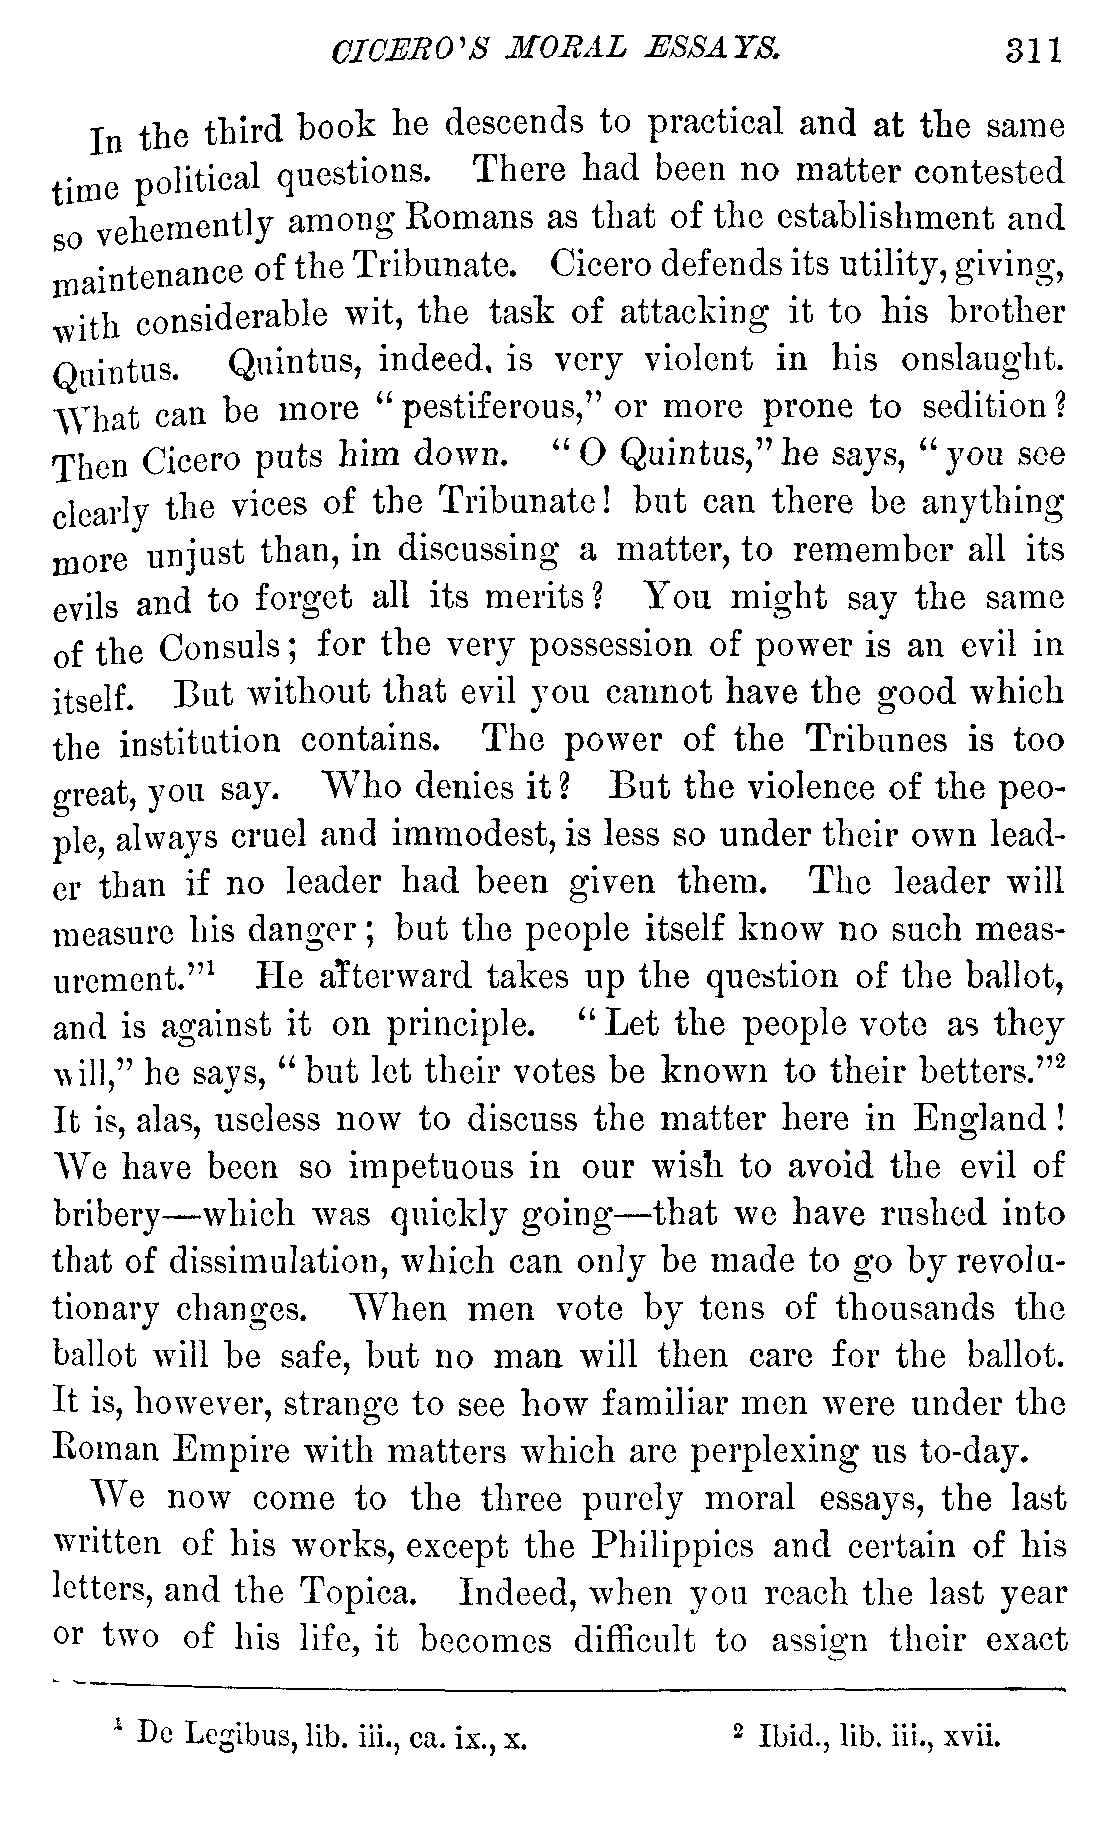 CICERO'S MORAL ESSAYS. 311
In the third book he descends to practical and at the same
time political questions. There had been no matter contested
so vehemently among Romans as that of the establishment and
maintenance of the Tribunate. Cicero defends its utility, giving,
with considerable wit, the task of attacking it to his brother
Quintus. Quintus, indeed, is very violent in his onslaught.
What can be more "pestiferous," or more prone to sedition?
Then Cicero puts him down. "O Quintus," he says, "you see
clearly the vices of the Tribunate! but can there be anything
more unjust than, in discussing a matter, to remember all its
evils and to forget all its merits? You might say the same
of the Consuls; for the very possession of power is an evil in
itself. But without that evil you cannot have the good which
the institution contains. The power of the Tribunes is too
great, you say. Who denies it? But the violence of the peo-
ple, always cruel and immodest, is less so under their own lead-
er than if no leader had been given them. The leader will
measure his danger; but the people itself know no such meas-
urement."¹ He afterward takes up the question of the ballot,
and is against it on principle. "Let the people vote as they
will," he says, "but let their votes be known to their betters."²
It is, alas, useless now to discuss the matter here in England!
We have been so impetuous in our wish to avoid the evil of
bribery—which was quickly going—that we have rushed into
that of dissimulation, which can only be made to go by revolu-
tionary changes. When men vote by tens of thousands the
ballot will be safe, but no man will then care for the ballot.
It is, however, strange to see how familiar men were under the
Roman Empire with matters which are perplexing us to-day.
We now come to the three purely moral essays, the last
written of his works, except the Philippics and certain of his
letters, and the Topica. Indeed, when you reach the last year
or two of his life, it becomes difficult to assign their exact
¹ De Legibus, lib. iii., ca. ix., x. ² Ibid., lib. iii., xvii.